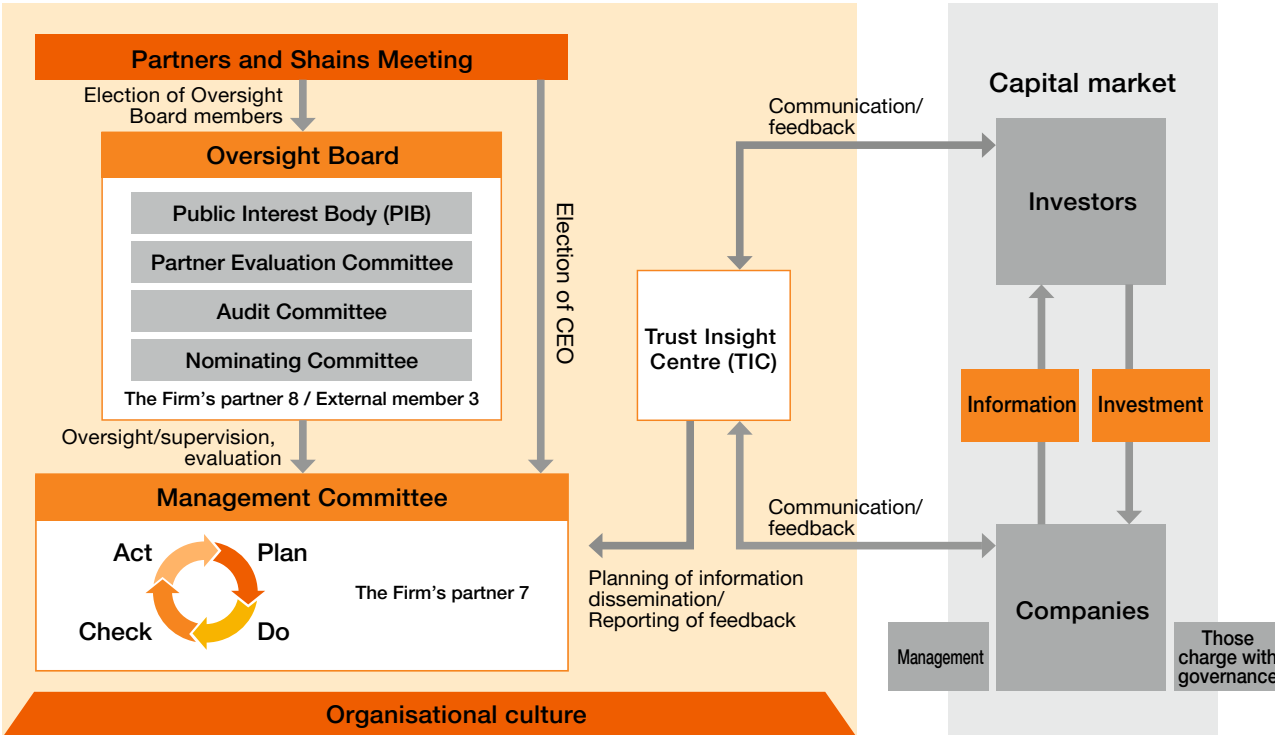 Partners and Shains Meeting
Election of Oversight
Board members
Oversight Board
Public Interest Body (PIB)
Partner Evaluation Committee
Audit Committee
Nominating Committee
The Firm's partner 8 / External member 3
Election of CEO
Oversight/supervision,
evaluation
Management Committee
Act
Plan
Check
Do
The Firm's partner 7
Organisational culture
Trust Insight
Centre (TIC)
Communication/
feedback
Communication/
feedback
Planning of information
dissemination/
Reporting of feedback
Capital market
Investors
Information
Investment
Companies
Management
Those
charge with
governance